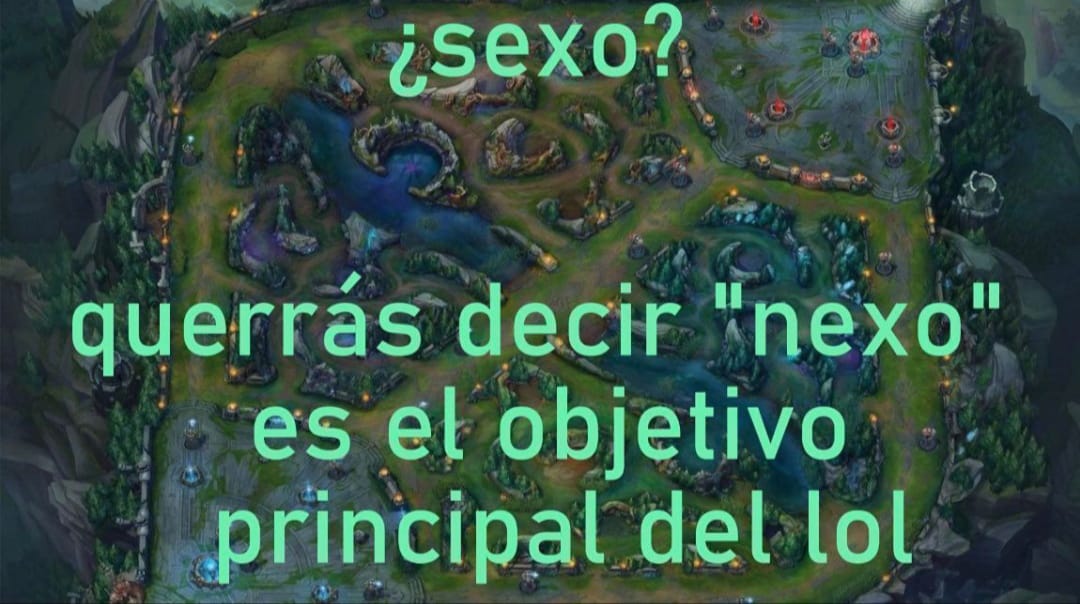 ¿sexo?
querrás decir "nexo"
es el objetivo
principal del lol